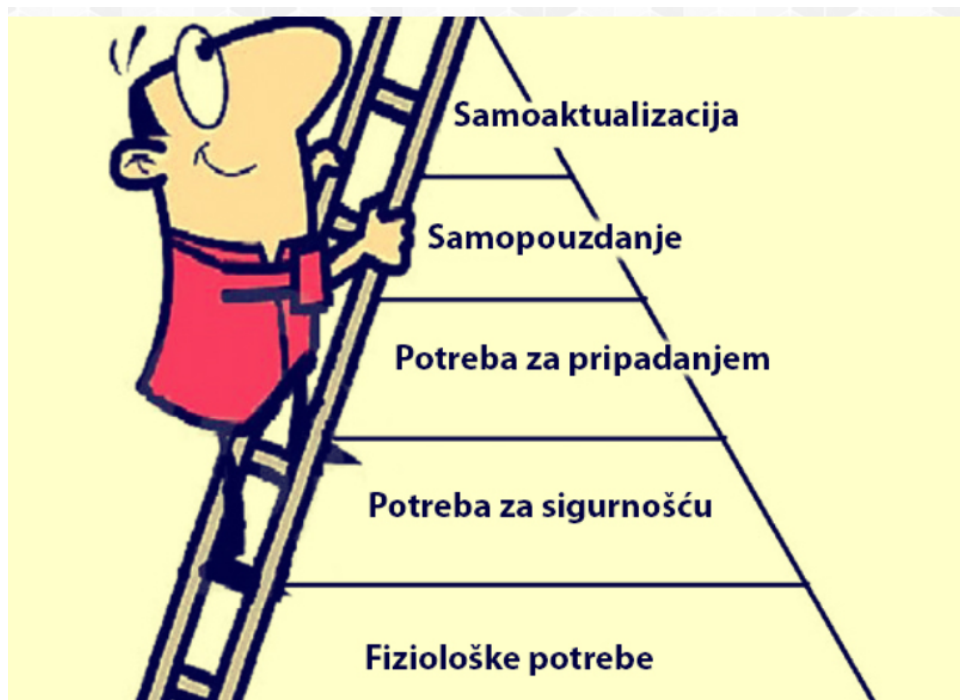 Samoaktualizacija
Samopouzdanje
Potreba za pripadanjem
Potreba za sigurnošću
Fiziološke potrebe